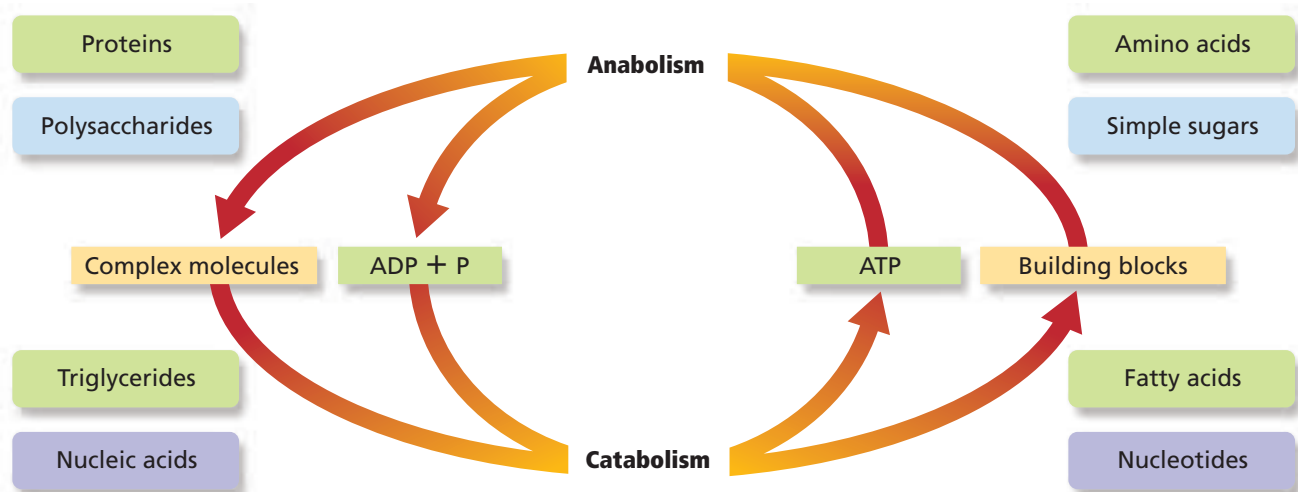 Proteins
Anabolism
Amino acids
Polysaccharides
Simple sugars
Complex molecules
ADP + P
ATP
Building blocks
Triglycerides
Fatty acids
Nucleic acids
Catabolism
Nucleotides